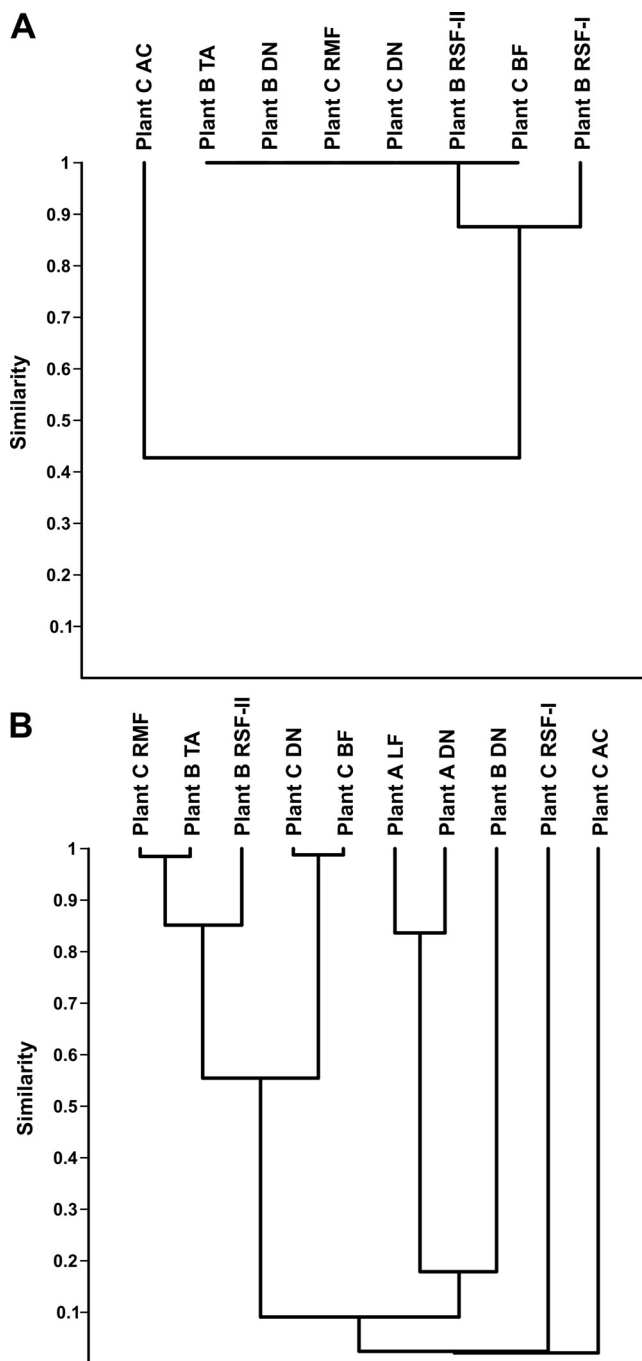 A
Plant C AC
Plant B TA
Plant B DN
Plant C RMF
Plant C DN
Plant B RSF-II
Plant C BF
Plant B RSF-I
1
0.9
0.8
0.7
0.6
0.5
0.4
0.3
0.2
0.1
Similarity
B
Plant C RMF
Plant B TA
Plant B RSF-II
Plant C DN
Plant C BF
Plant A LF
Plant A DN
Plant B DN
Plant C RSF-I
Plant C AC
1
0.9
0.8
0.7
0.6
0.5
0.4
0.3
0.2
0.1
Similarity